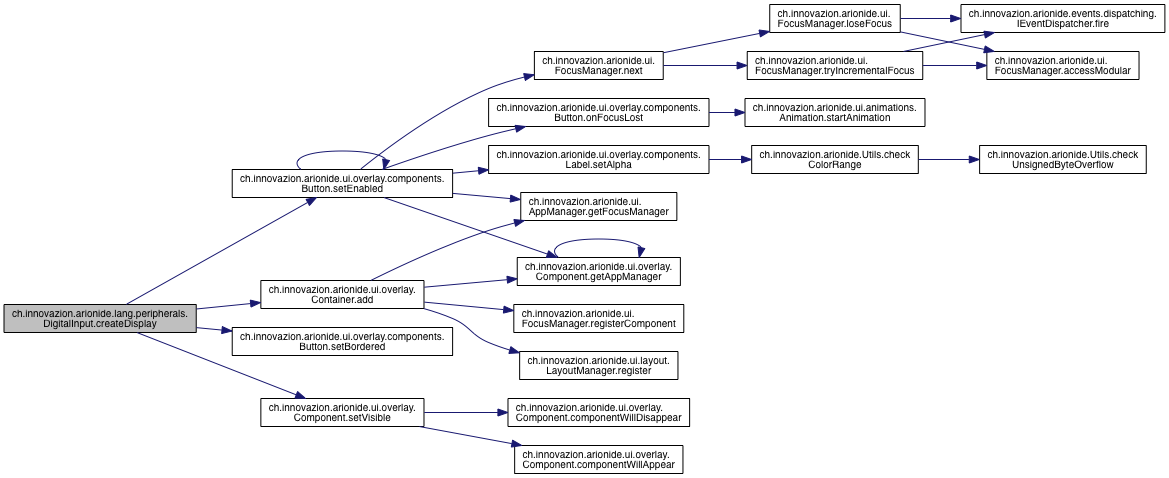 ch.innovazion.arionide.lang.peripherals.
DigitalInput.createDisplay
ch.innovazion.arionide.ui.overlay.components.
Button.setEnabled
ch.innovazion.arionide.ui.
FocusManager.next
ch.innovazion.arionide.ui.
FocusManager.loseFocus
ch.innovazion.arionide.events.dispatching.
IEventDispatcher.fire
ch.innovazion.arionide.ui.
FocusManager.tryIncrementalFocus
ch.innovazion.arionide.ui.
FocusManager.accessModular
ch.innovazion.arionide.ui.overlay.components.
Button.onFocusLost
ch.innovazion.arionide.ui.animations.
Animation.startAnimation
ch.innovazion.arionide.ui.overlay.components.
Label.setAlpha
ch.innovazion.arionide.Utils.check
ColorRange
ch.innovazion.arionide.Utils.check
UnsignedByteOverflow
ch.innovazion.arionide.ui.
AppManager.getFocusManager
ch.innovazion.arionide.ui.overlay.
Component.getAppManager
ch.innovazion.arionide.ui.overlay.
Container.add
ch.innovazion.arionide.ui.
FocusManager.registerComponent
ch.innovazion.arionide.ui.layout.
LayoutManager.register
ch.innovazion.arionide.ui.overlay.components.
Button.setBordered
ch.innovazion.arionide.ui.overlay.
Component.setVisible
ch.innovazion.arionide.ui.overlay.
Component.componentWillDisappear
ch.innovazion.arionide.ui.overlay.
Component.componentWillAppear